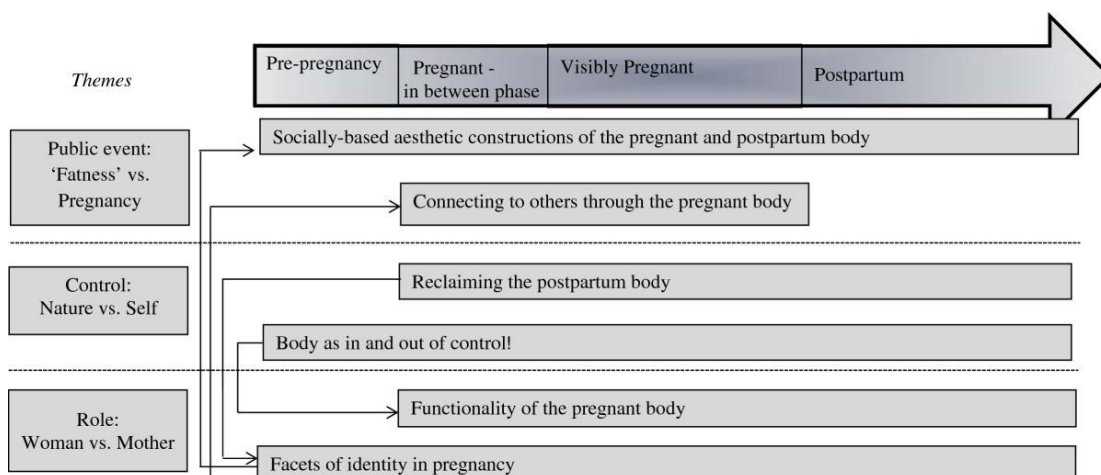 Themes
Pre-pregnancy
Pregnant -
in between phase
Visibly Pregnant
Postpartum
Public event:
‘Fatness’ vs.
Pregnancy
Socially-based aesthetic constructions of the pregnant and postpartum body
Connecting to others through the pregnant body
Control:
Nature vs. Self
Reclaiming the postpartum body
Body as in and out of control!
Role:
Woman vs. Mother
Functionality of the pregnant body
Facets of identity in pregnancy